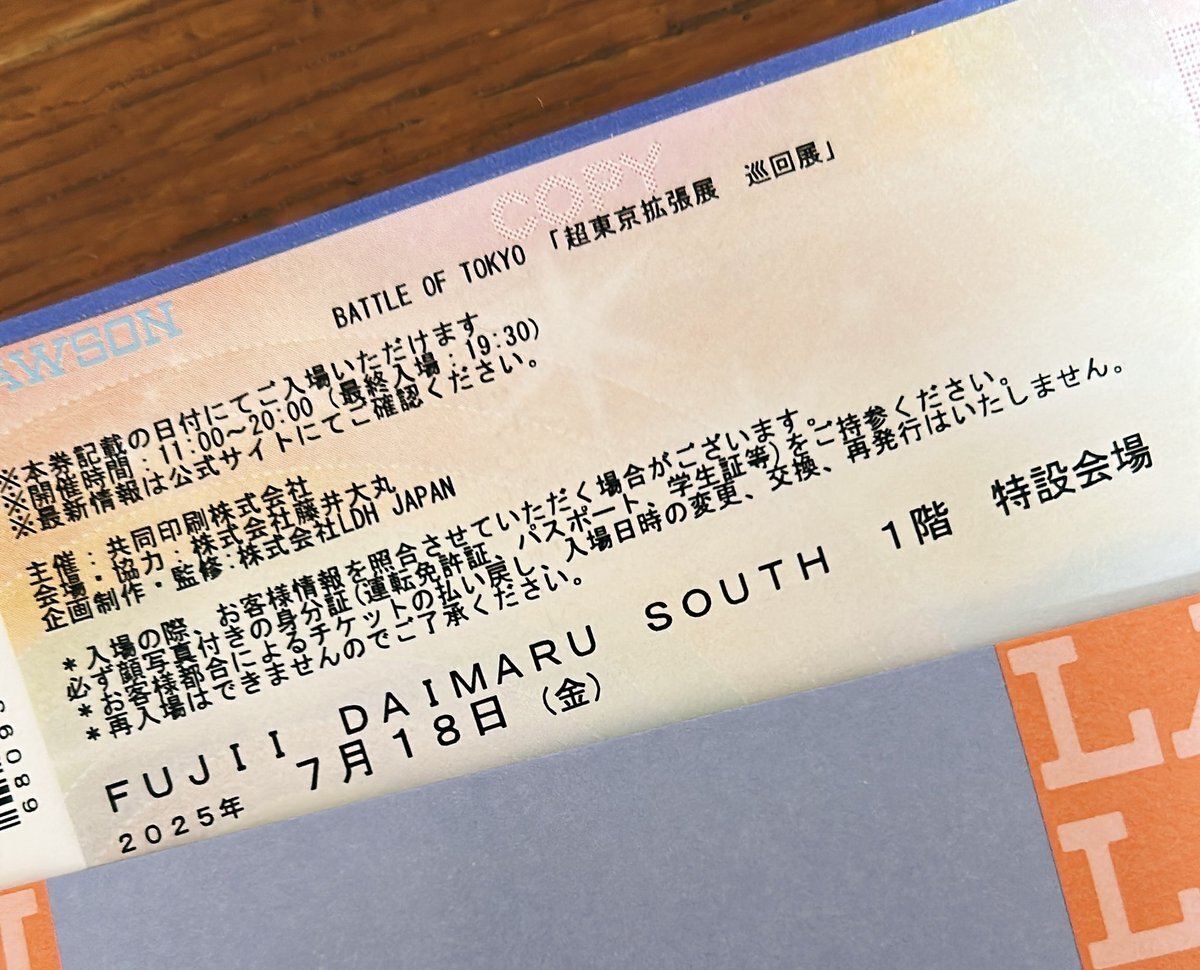 COPY
BATTLE OF TOKYO 「超東京拡張展 巡回展」
AWSON
※本券記載の日付にてご入場いただけます
※開催時間:11:00~20:00(最終入場:19:30)
※最新情報は公式サイトにてご確認ください。
主催:共同印刷株式会社
会場・協力:株式会社藤井大丸
企画制作・監修:株式会社LDH JAPAN
*入場の際、お客様情報を照合させていただく場合がございます。
必ず顔写真付きの身分証(運転免許証、パスポート、学生証等)をご持参ください。
*お客様都合によるチケットの払い戻し、入場日時の変更、交換、再発行はいたしません。
*再入場はできませんのでご了承ください。
FUJII DAIMARU SOUTH 1階 特設会場
2025年 7月18日(金)
6089
LA
L